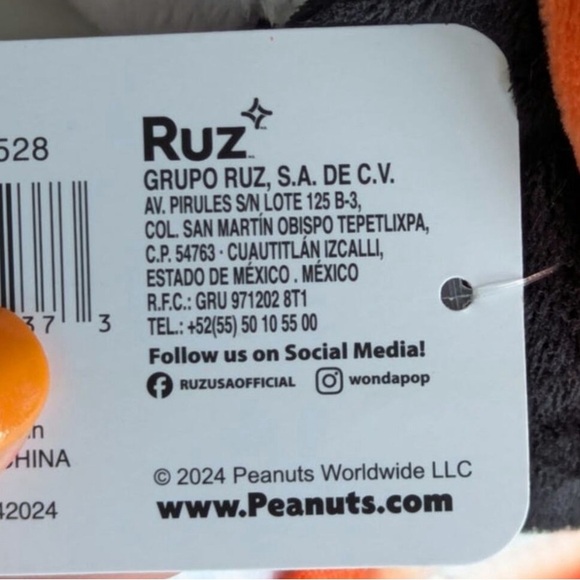 528
37 3
HINA
42024
Ruz
GRUPO RUZ, S.A. DE C.V.
AV. PIRULES S/N LOTE 125 B-3,
COL. SAN MARTÍN OBISPO TEPETLIXPA,
C.P. 54763 · CUAUTITLÁN IZCALLI,
ESTADO DE MÉXICO . MÉXICO
R.F.C.: GRU 971202 8T1
TEL.: +52(55) 50 10 55 00
Follow us on Social Media!
RUZUSAOFFICIAL wondapop
© 2024 Peanuts Worldwide LLC
www.Peanuts.com